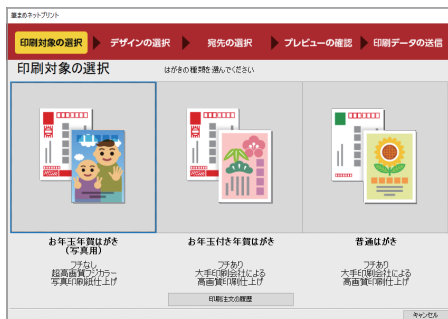 筆まめネットプリント
印刷対象の選択 デザインの選択 宛先の選択 プレビューの確認 印刷データの送信
印刷対象の選択 はがきの種類を選んでください
お年玉年賀はがき
(写真用)
フチなし
超高画質フジカラー
写真印刷紙仕上げ
お年玉付き年賀はがき
フチあり
大手印刷会社による
高画質印刷仕上げ
普通はがき
フチあり
大手印刷会社による
高画質印刷仕上げ
印刷注文の履歴
キャンセル